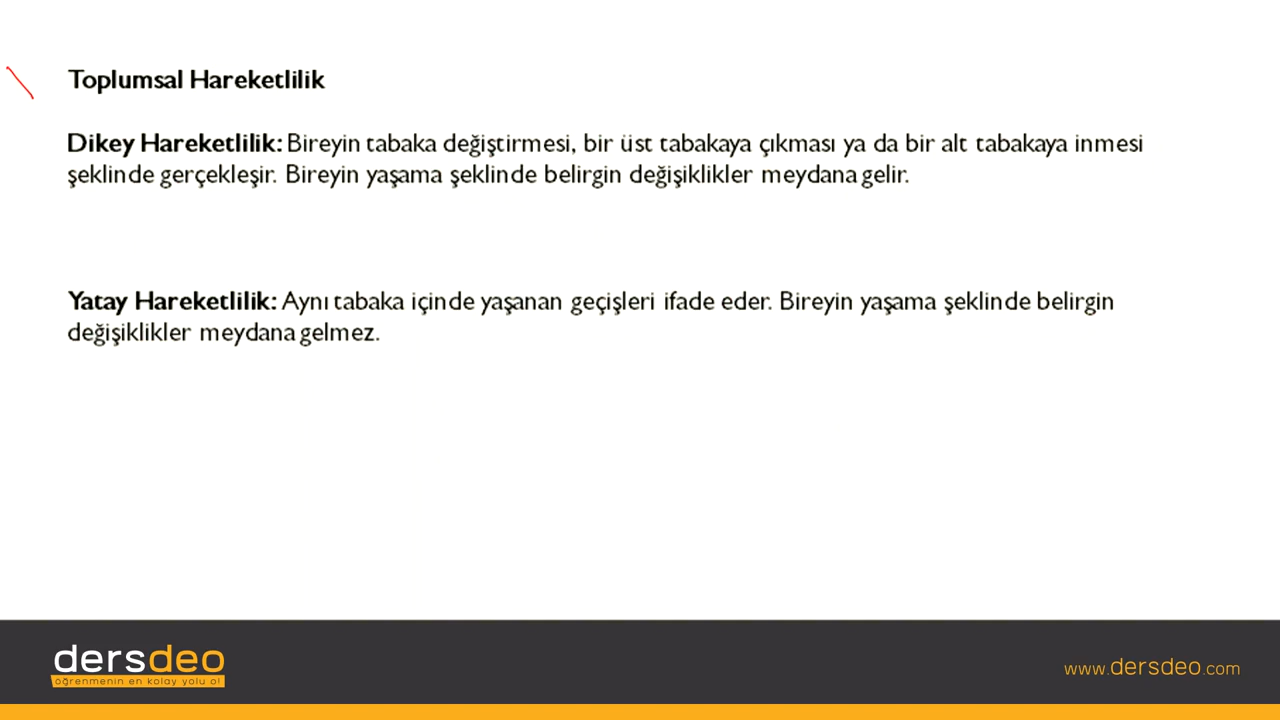 Toplumsal Hareketlilik
Dikey Hareketlilik: Bireyin tabaka değiştirmesi, bir üst tabakaya çıkması ya da bir alt tabakaya inmesi
şeklinde gerçekleşir. Bireyin yaşama şeklinde belirgin değişiklikler meydana gelir.
Yatay Hareketlilik: Aynı tabaka içinde yaşanan geçişleri ifade eder. Bireyin yaşama şeklinde belirgin
değişiklikler meydana gelmez.
dersdeo
öğrenmenin en kolay yolu o!
www.dersdeo.com